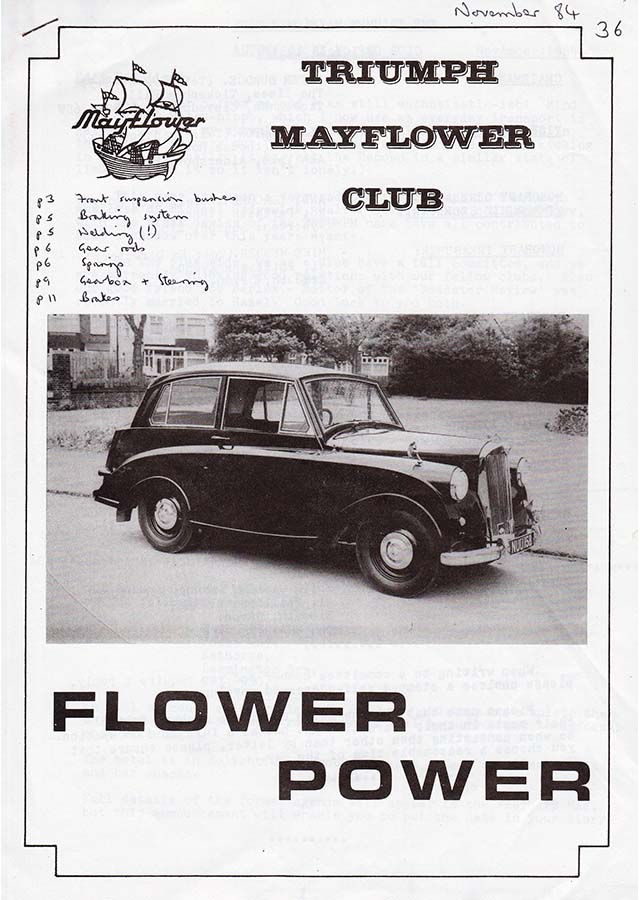 November 84
36
TRIUMPH
MAYFLOWER
CLUB
Mayflower
p3 Front suspension bushes
p5 Braking system
p5 Welding (!)
p6 Gear rods
p6 Springs
p9 Gearbox + Steering
p11 Brakes
FLOWER
POWER